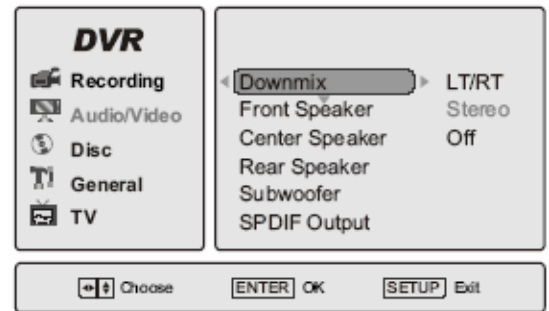 DVR
Recording
Audio/Video
Disc
General
TV
Downmix LT/RT
Front Speaker Stereo
Center Speaker Off
Rear Speaker
Subwoofer
SPDIF Output
Choose ENTER OK SETUP Exit